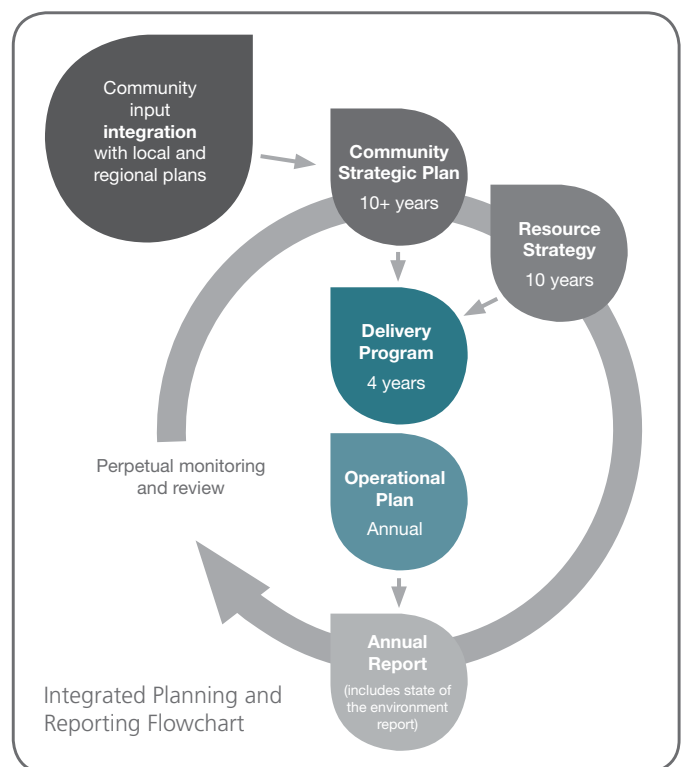 Community
input
integration
with local and
regional plans
Community
Strategic Plan
10+ years
Resource
Strategy
10 years
Delivery
Program
4 years
Operational
Plan
Annual
Perpetual monitoring
and review
Annual
Report
(includes state of
the environment
report)
Integrated Planning and
Reporting Flowchart